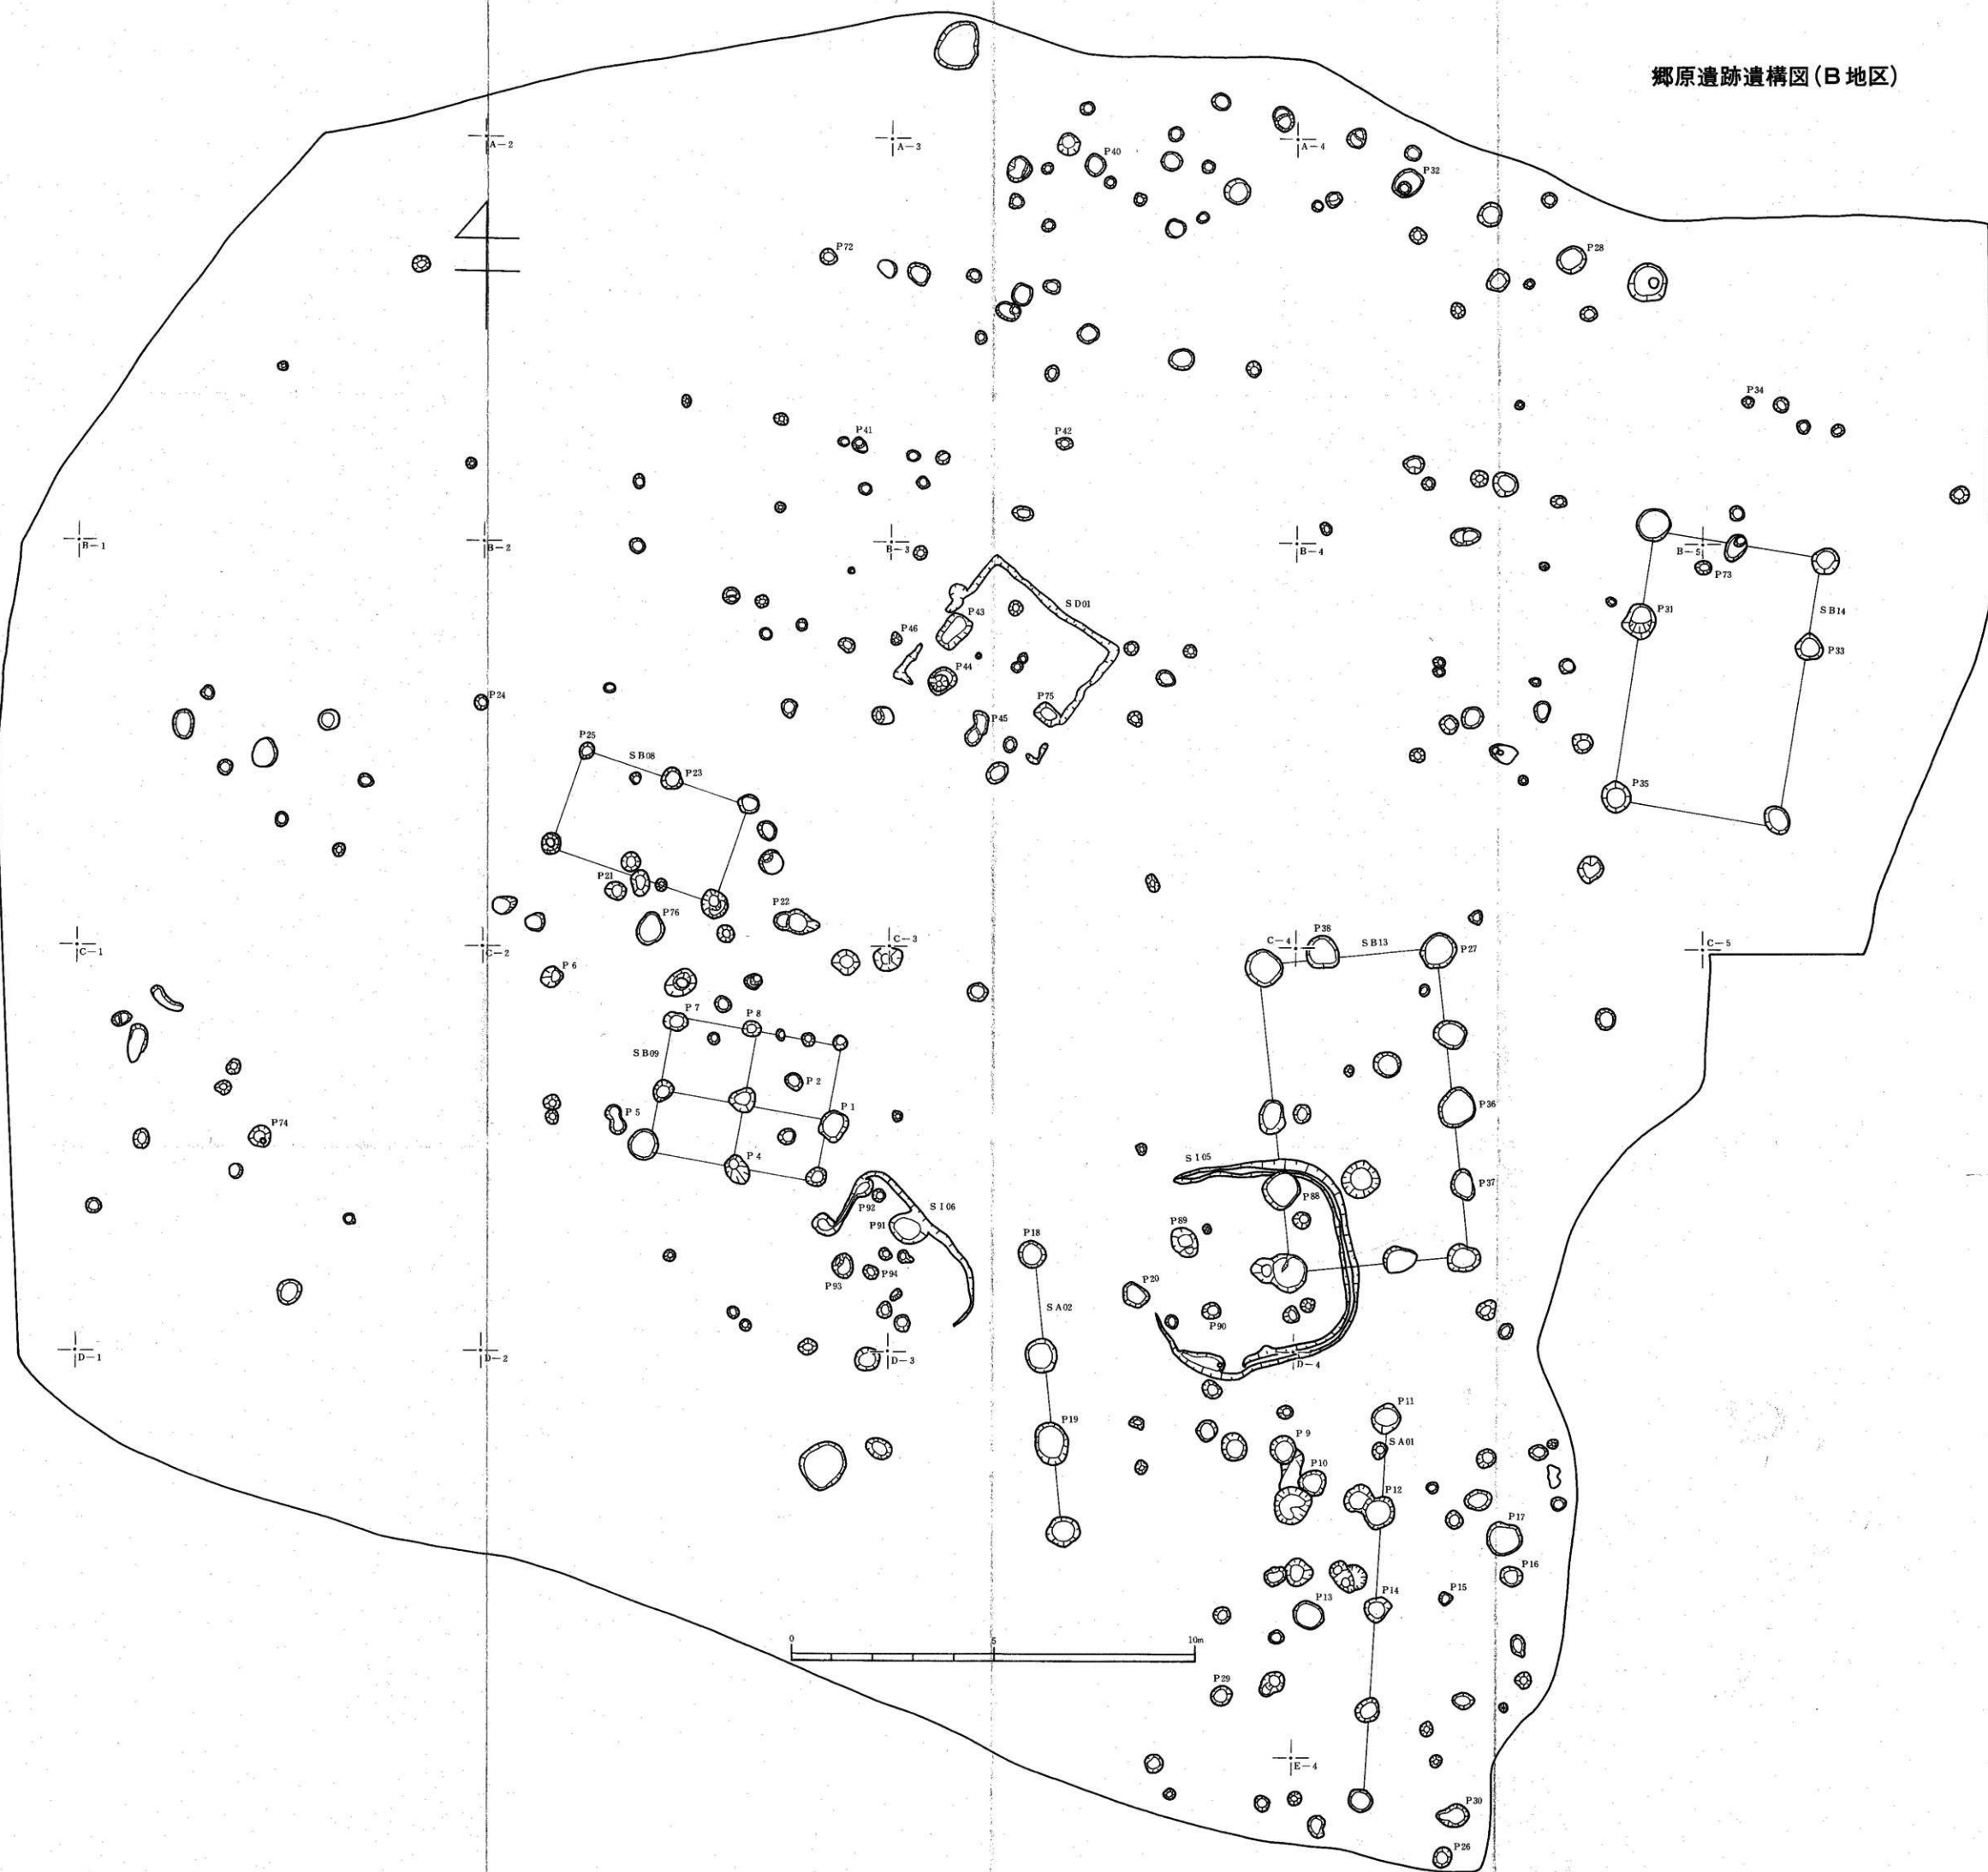 郷原遺跡遺構図(B地区)
A-2
A-3
A-4
P40
P32
P72
P28
P34
P41
P42
B-1
B-2
B-3
B-4
B-5
P73
SD01
P43
P46
P44
P31
SB14
P33
P24
P75
P45
P25
SB08
P23
P35
P21
P76
P22
C-1
C-2
C-3
C-4
P38
SB13
P27
C-5
P6
P7
P8
SB09
P2
P1
P5
P36
P74
P4
SI05
P37
P88
P92
P91
SI06
P89
P18
P93
P94
P20
SA02
P90
D-1
D-2
D-3
D-4
P11
P19
P9
SA01
P10
P12
P17
P16
P15
P14
P13
0
5
10m
P29
E-4
P30
P26